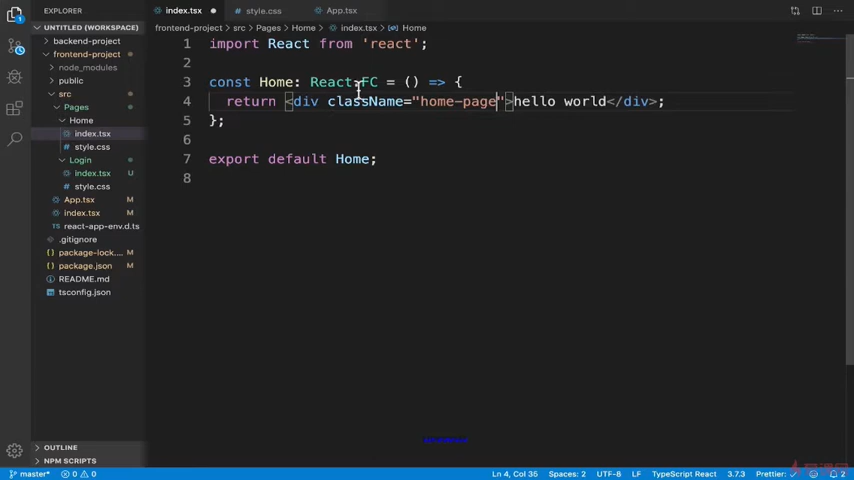 EXPLORER
index.tsx
style.css
App.tsx
UNTITLED (WORKSPACE)
frontend-project > src > Pages > Home > index.tsx > Home
backend-project
frontend-project
node_modules
public
src
Pages
Home
index.tsx
style.css
Login
index.tsx U
style.css
App.tsx
index.tsx
react-app-env.d.ts
.gitignore
package-lock....
package.json
README.md
tsconfig.json
1 import React from 'react';
2
3 const Home: React.FC = () => {
4 return <div className="home-page">hello world</div>;
5 };
6
7 export default Home;
8
OUTLINE
NPM SCRIPTS
master* 0 0 Ln 4, Col 35 Spaces: 2 UTF-8 LF TypeScript React 3.7.3 Prettier: ✓ 2